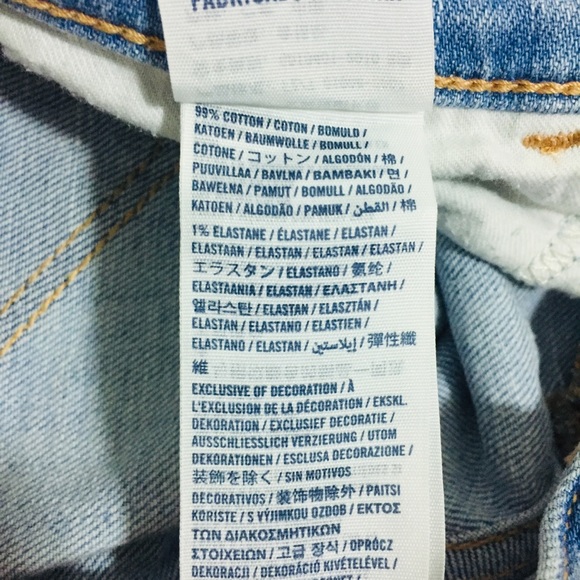 99% COTTON / COTON / BOMULD /
KATOEN / BAUMWOLLE / BOMULL /
COTONE / コットン / ALGODÓN / 棉 /
PUUVILLAA / BAVLNA / BAMBAKI / 면 /
BAWEŁNA / PAMUT / BOMULL / ALGODÃO /
KATOEN / ALGODÃO / PAMUK / القطن / 棉
1% ELASTANE / ÉLASTANE / ELASTAN /
ELASTAAN / ELASTAN / ELASTAN / ELASTAN /
エラスタン / ELASTANO / 氨纶 /
ELASTAANIA / ELASTAN / ΕΛΑΣΤΑΝΗ /
엘라스탄 / ELASTAN / ELASZTÁN /
ELASTAN / ELASTANO / ELASTIEN /
ELASTANO / ELASTAN / إيلاستين / 彈性纖
維
EXCLUSIVE OF DECORATION / À
L'EXCLUSION DE LA DÉCORATION / EKSKL.
DEKORATION / EXCLUSIEF DECORATIE /
AUSSCHLIESSLICH VERZIERUNG / UTOM
DEKORATIONEN / ESCLUSA DECORAZIONE /
装飾を除く / SIN MOTIVOS
DECORATIVOS / 装饰物除外 / PAITSI
KORISTE / S VÝJIMKOU OZDOB / ΕΚΤΟΣ
ΤΩΝ ΔΙΑΚΟΣΜΗΤΙΚΩΝ
ΣΤΟΙΧΕΙΩΝ / 고급 장식 / OPRÓCZ
DEKORACJI / DEKORÁCIÓ KIVÉTELÉVEL /